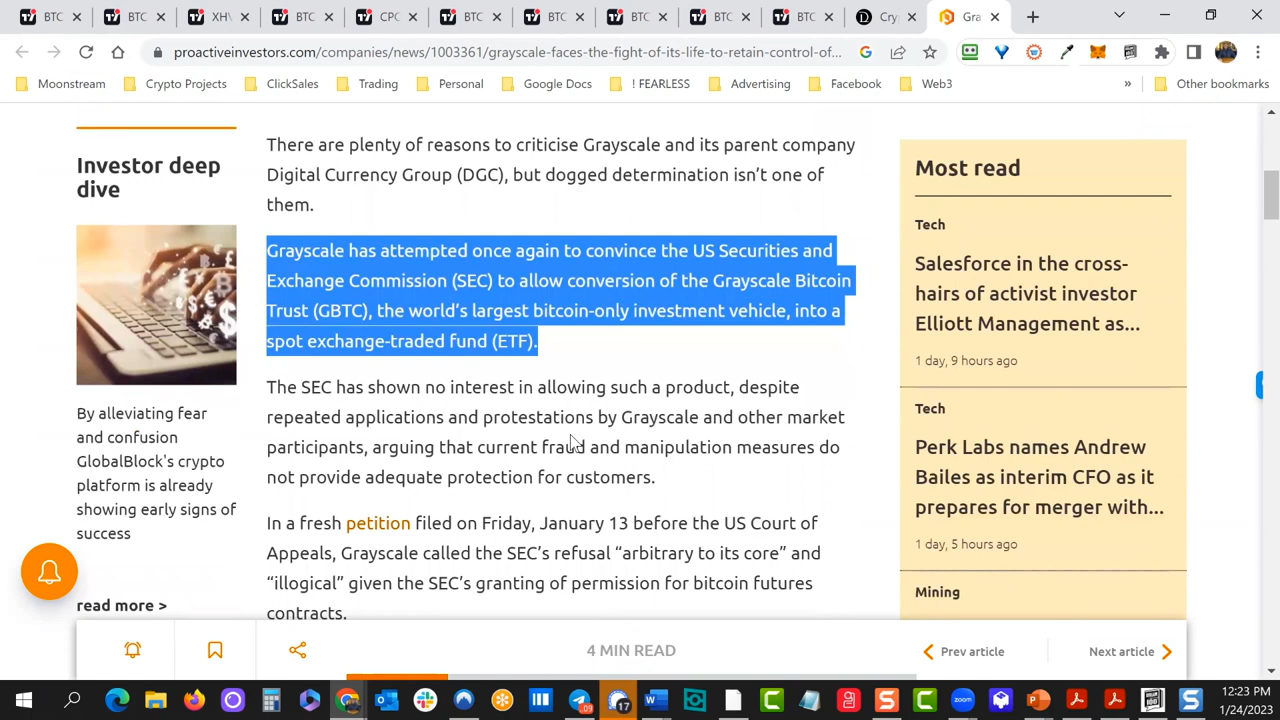 BTC
BTC
XHV
BTC
CPC
BTC
BTC
BTC
BTC
BTC
Cry
Gra
proactiveinvestors.com/companies/news/1003361/grayscale-faces-the-fight-of-its-life-to-retain-control-of...
Moonstream
Crypto Projects
ClickSales
Trading
Personal
Google Docs
! FEARLESS
Advertising
Facebook
Web3
»
Other bookmarks
Investor deep
dive
By alleviating fear
and confusion
GlobalBlock's crypto
platform is already
showing early signs of
success
read more >
There are plenty of reasons to criticise Grayscale and its parent company
Digital Currency Group (DGC), but dogged determination isn't one of
them.
Grayscale has attempted once again to convince the US Securities and
Exchange Commission (SEC) to allow conversion of the Grayscale Bitcoin
Trust (GBTC), the world's largest bitcoin-only investment vehicle, into a
spot exchange-traded fund (ETF).
The SEC has shown no interest in allowing such a product, despite
repeated applications and protestations by Grayscale and other market
participants, arguing that current fraud and manipulation measures do
not provide adequate protection for customers.
In a fresh petition filed on Friday, January 13 before the US Court of
Appeals, Grayscale called the SEC's refusal “arbitrary to its core” and
“illogical” given the SEC's granting of permission for bitcoin futures
contracts.
Most read
Tech
Salesforce in the cross-
hairs of activist investor
Elliott Management as...
1 day, 9 hours ago
Tech
Perk Labs names Andrew
Bailes as interim CFO as it
prepares for merger with...
1 day, 5 hours ago
Mining
4 MIN READ
Prev article
Next article
12:23 PM
1/24/2023